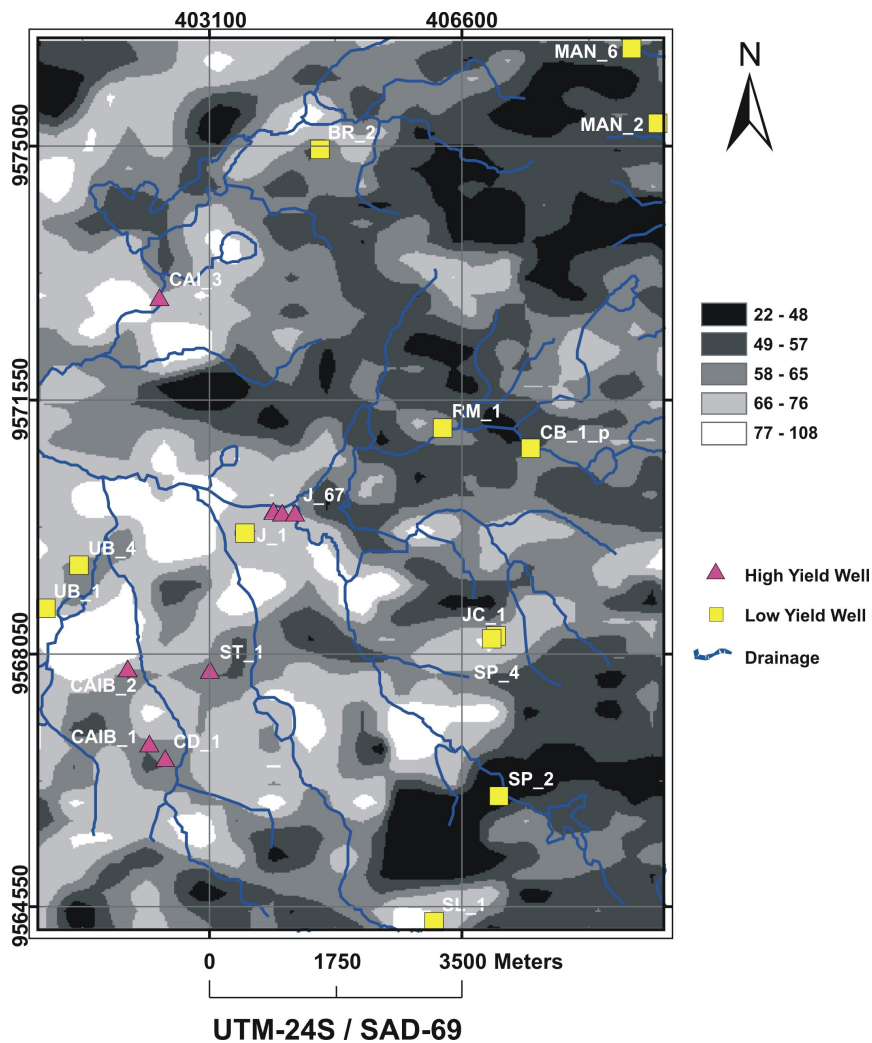 403100 406600
MAN_6
N
MAN_2
9575050
BR_2
CAI_3
22 - 48
49 - 57
58 - 65
66 - 76
77 - 108
9571550
RM_1
CB_1_p
J_67
J_1
UB_4
High Yield Well
UB_1
JC_1
Low Yield Well
9568050
ST_1
Drainage
SP_4
CAIB_2
CAIB_1
CD_1
SP_2
9564550
SL_1
0 1750 3500 Meters
UTM-24S / SAD-69